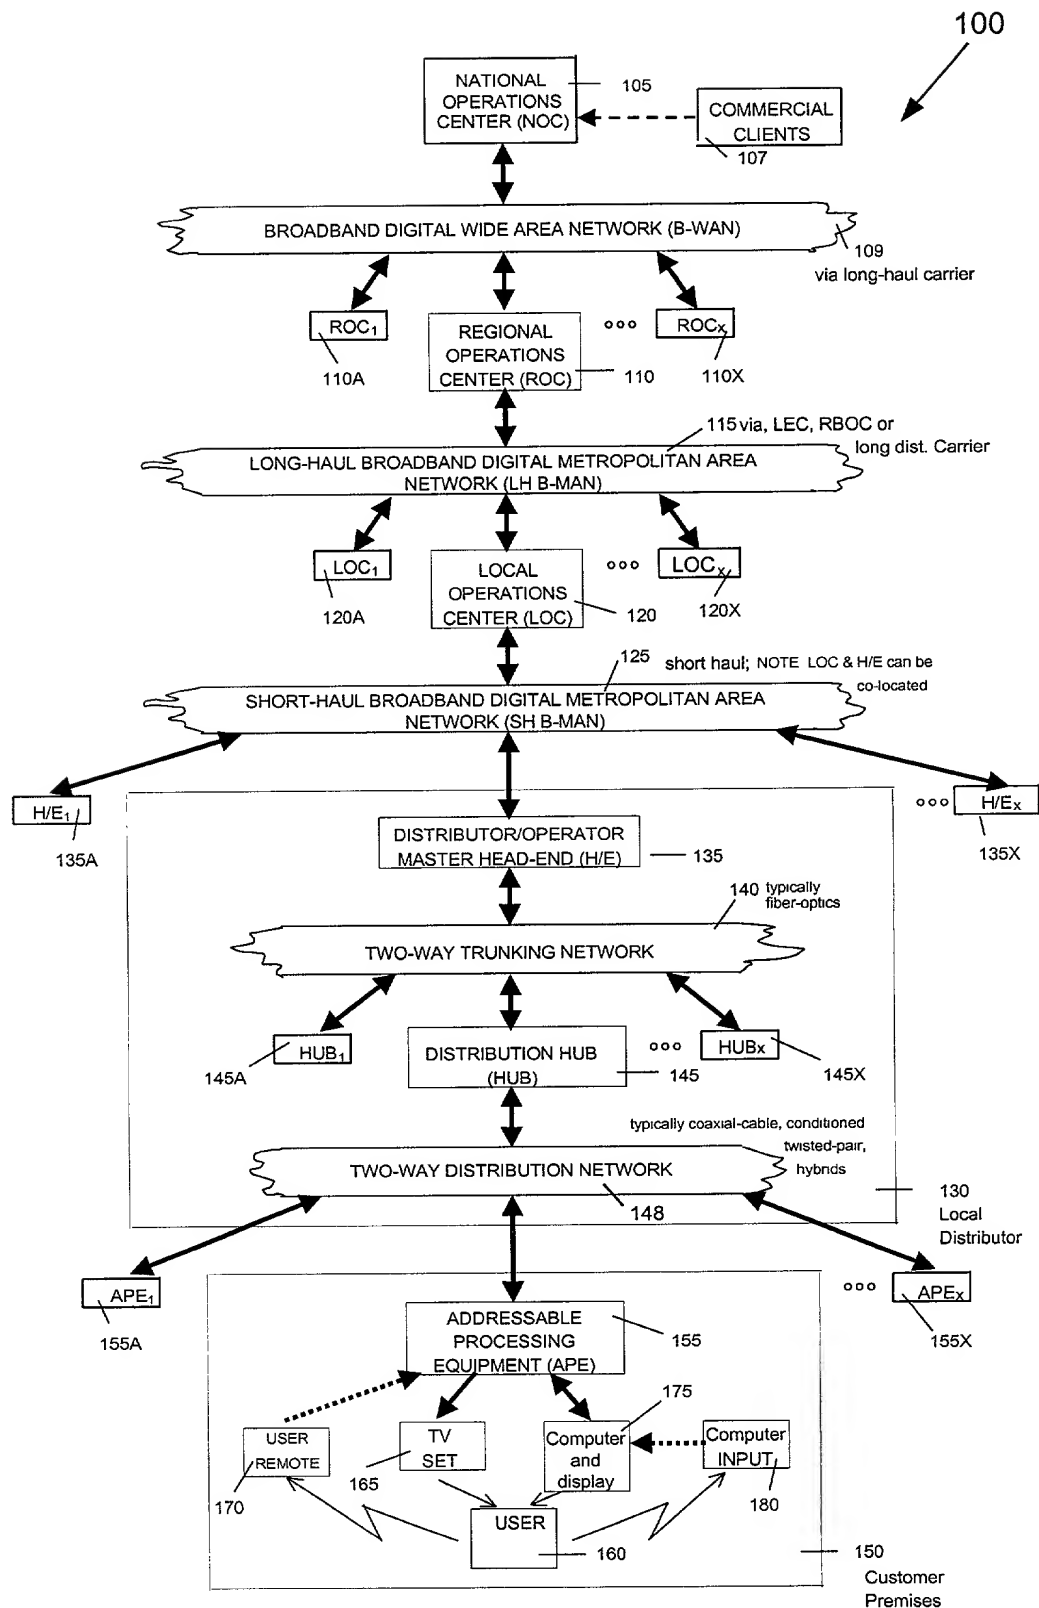 100
NATIONAL
OPERATIONS
CENTER (NOC)
105
COMMERCIAL
CLIENTS
107
BROADBAND DIGITAL WIDE AREA NETWORK (B-WAN)
109
via long-haul carrier
ROC1
110A
REGIONAL
OPERATIONS
CENTER (ROC)
110
ROCx
110X
115 via, LEC, RBOC or
long dist. Carrier
LONG-HAUL BROADBAND DIGITAL METROPOLITAN AREA
NETWORK (LH B-MAN)
LOC1
120A
LOCAL
OPERATIONS
CENTER (LOC)
120
LOCx
120X
125 short haul; NOTE LOC & H/E can be
co-located
SHORT-HAUL BROADBAND DIGITAL METROPOLITAN AREA
NETWORK (SH B-MAN)
H/E1
135A
H/Ex
135X
DISTRIBUTOR/OPERATOR
MASTER HEAD-END (H/E)
135
140 typically
fiber-optics
TWO-WAY TRUNKING NETWORK
HUB1
145A
DISTRIBUTION HUB
(HUB)
145
HUBx
145X
typically coaxial-cable, conditioned
twisted-pair,
hybrids
TWO-WAY DISTRIBUTION NETWORK
148
130
Local
Distributor
APE1
155A
APEx
155X
ADDRESSABLE
PROCESSING
EQUIPMENT (APE)
155
175
USER
REMOTE
170
TV
SET
165
Computer
and
display
Computer
INPUT
180
USER
160
150
Customer
Premises